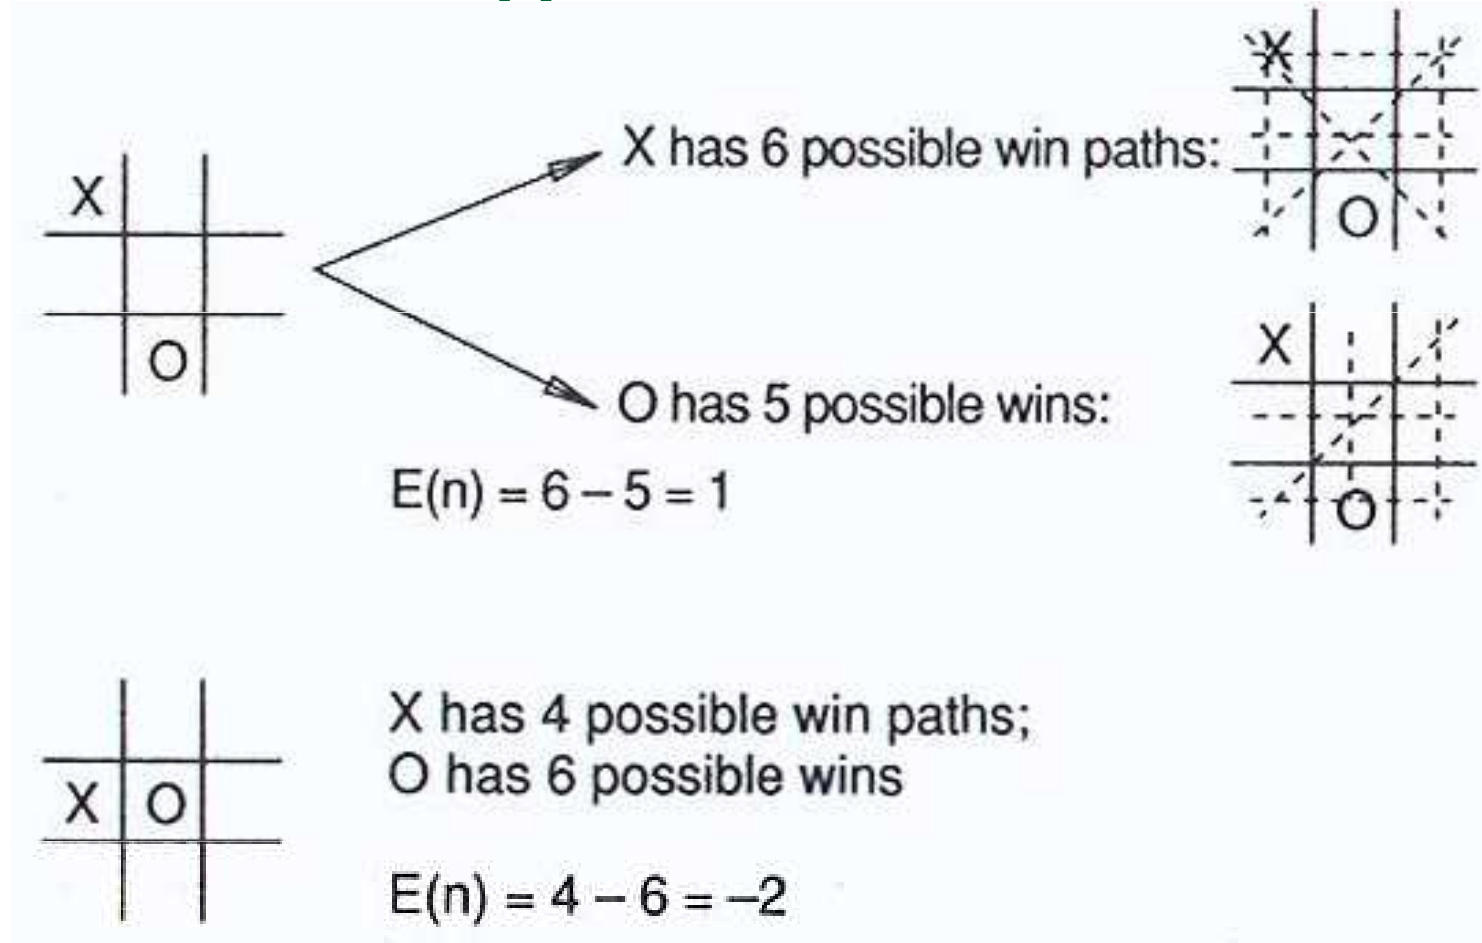 X
O
X has 6 possible win paths:
X
O
O has 5 possible wins:
X
O
E(n) = 6 – 5 = 1
X O
X has 4 possible win paths;
O has 6 possible wins
E(n) = 4 – 6 = –2